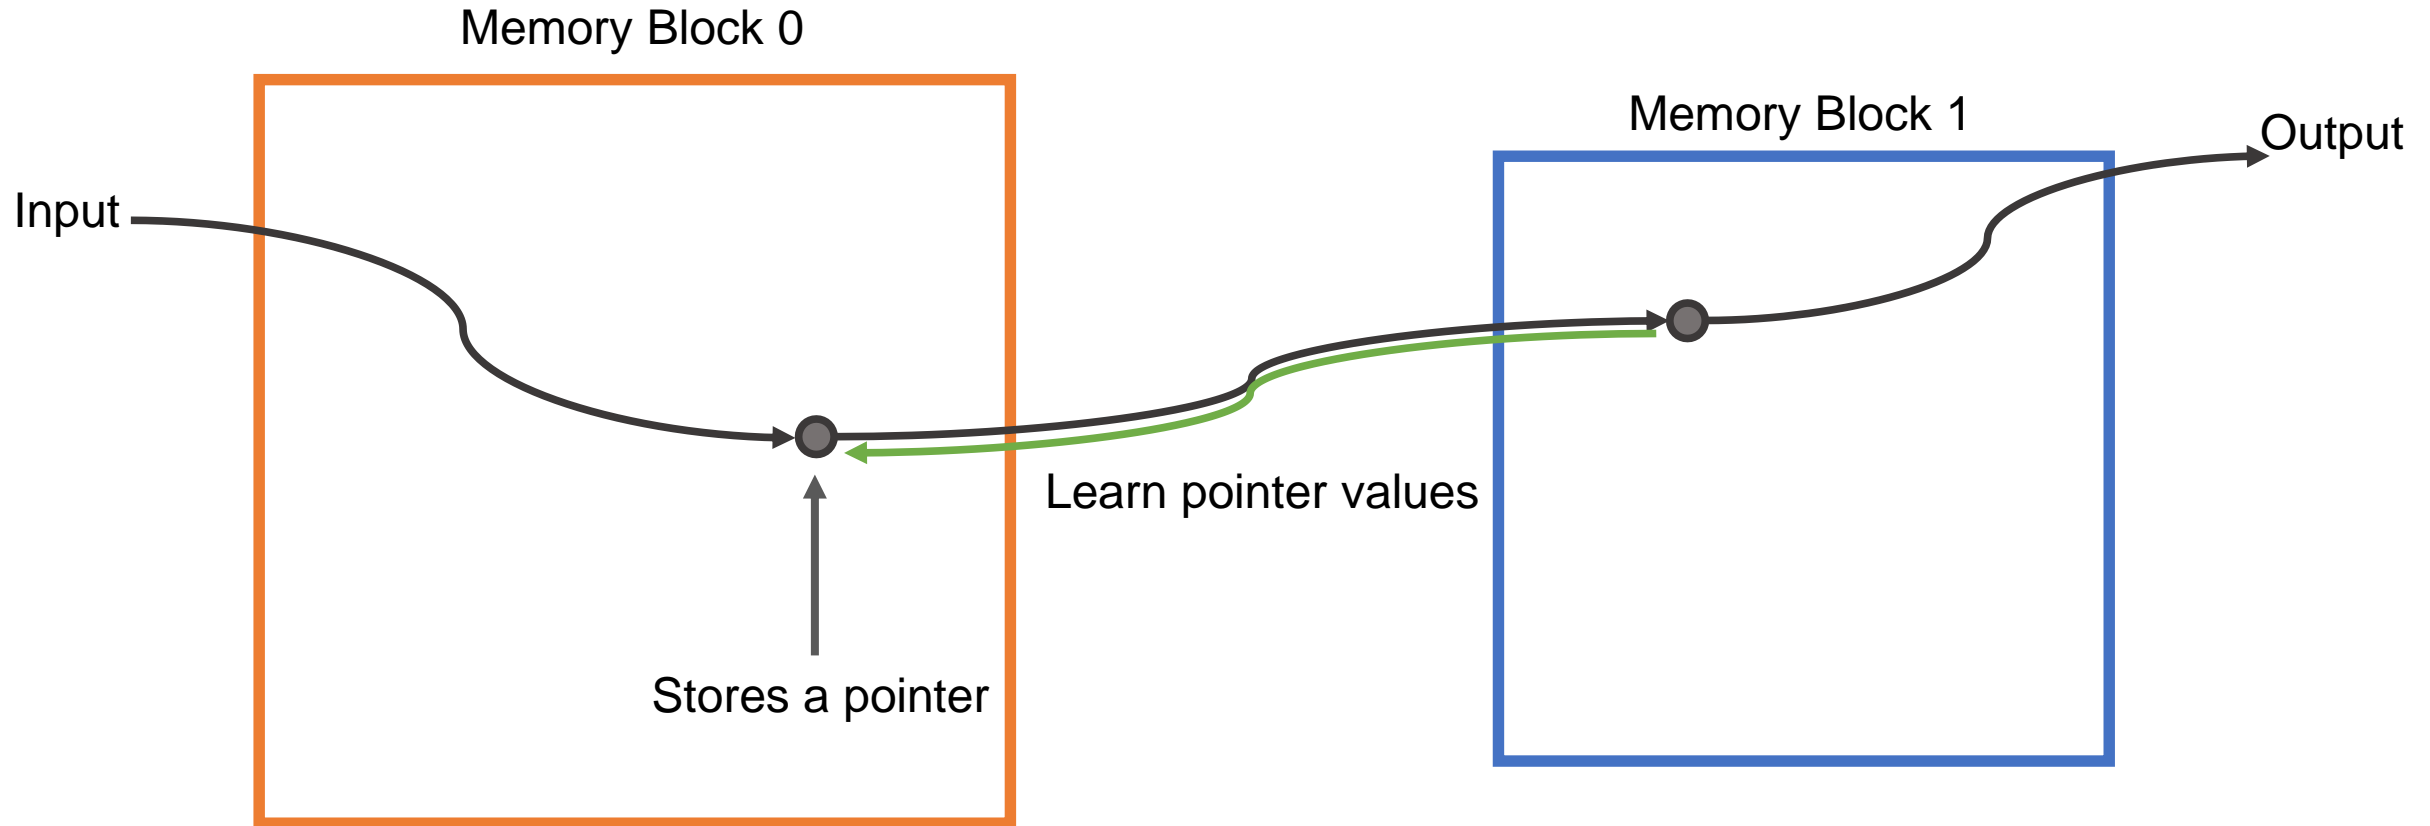 Memory Block 0
Memory Block 1
Output
Input
Learn pointer values
Stores a pointer